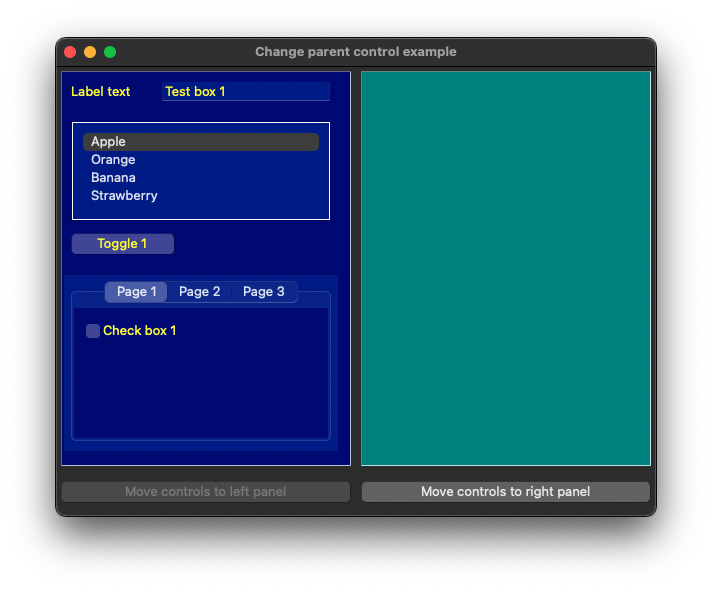 Change parent control example
Label text Test box 1
Apple
Orange
Banana
Strawberry
Toggle 1
Page 1 Page 2 Page 3
Check box 1
Move controls to left panel Move controls to right panel